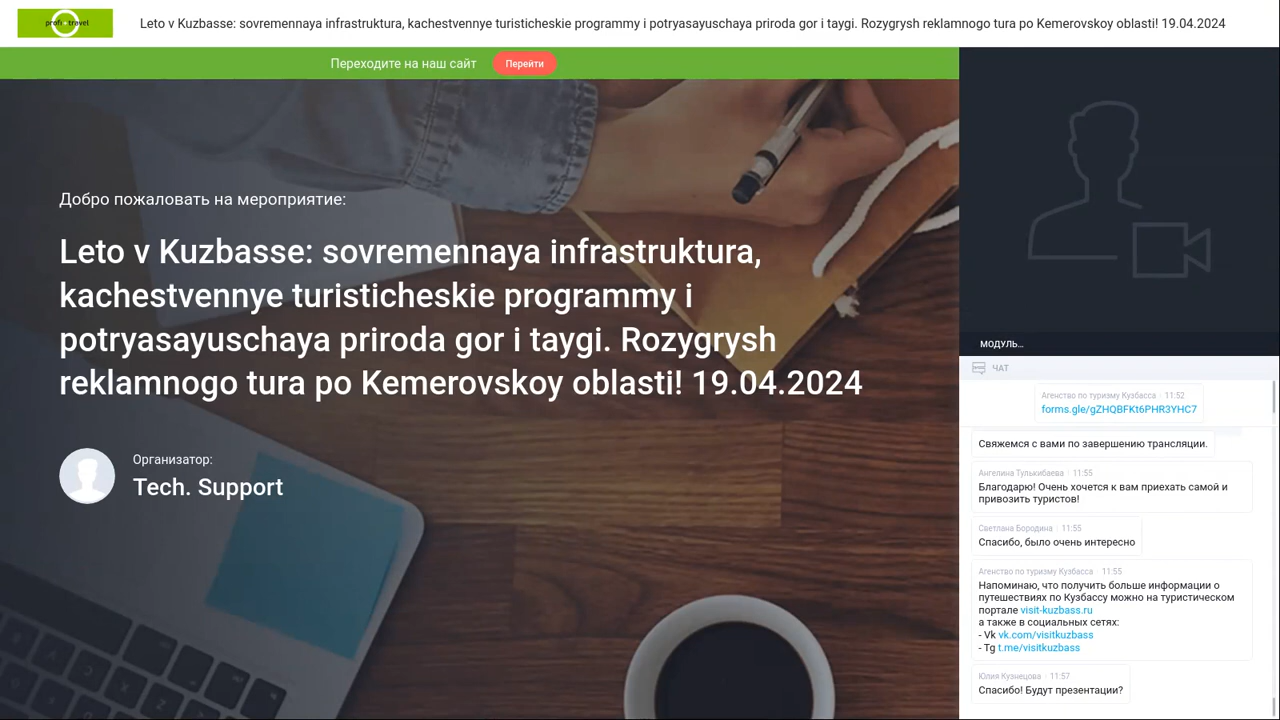 profi travel
Leto v Kuzbasse: sovremennaya infrastruktura, kachestvennye turisticheskie programmy i potryasayuschaya priroda gor i taygi. Rozygrysh reklamnogo tura po Kemerovskoy oblasti! 19.04.2024
Переходите на наш сайт
Перейти
Добро пожаловать на мероприятие:
Leto v Kuzbasse: sovremennaya infrastruktura,
kachestvennye turisticheskie programmy i
potryasayuschaya priroda gor i taygi. Rozygrysh
reklamnogo tura po Kemerovskoy oblasti! 19.04.2024
Организатор:
Tech. Support
МОДУЛЬ...
ЧАТ
Агенство по туризму Кузбасса 11:52
forms.gle/gZHQBFKt6PHR3YHC7
Свяжемся с вами по завершению трансляции.
Ангелина Тулькибаева 11:55
Благодарю! Очень хочется к вам приехать самой и
привозить туристов!
Светлана Бородина 11:55
Спасибо, было очень интересно
Агенство по туризму Кузбасса 11:55
Напоминаю, что получить больше информации о
путешествиях по Кузбассу можно на туристическом
портале visit-kuzbass.ru
а также в социальных сетях:
- Vk vk.com/visitkuzbass
- Tg t.me/visitkuzbass
Юлия Кузнецова 11:57
Спасибо! Будут презентации?